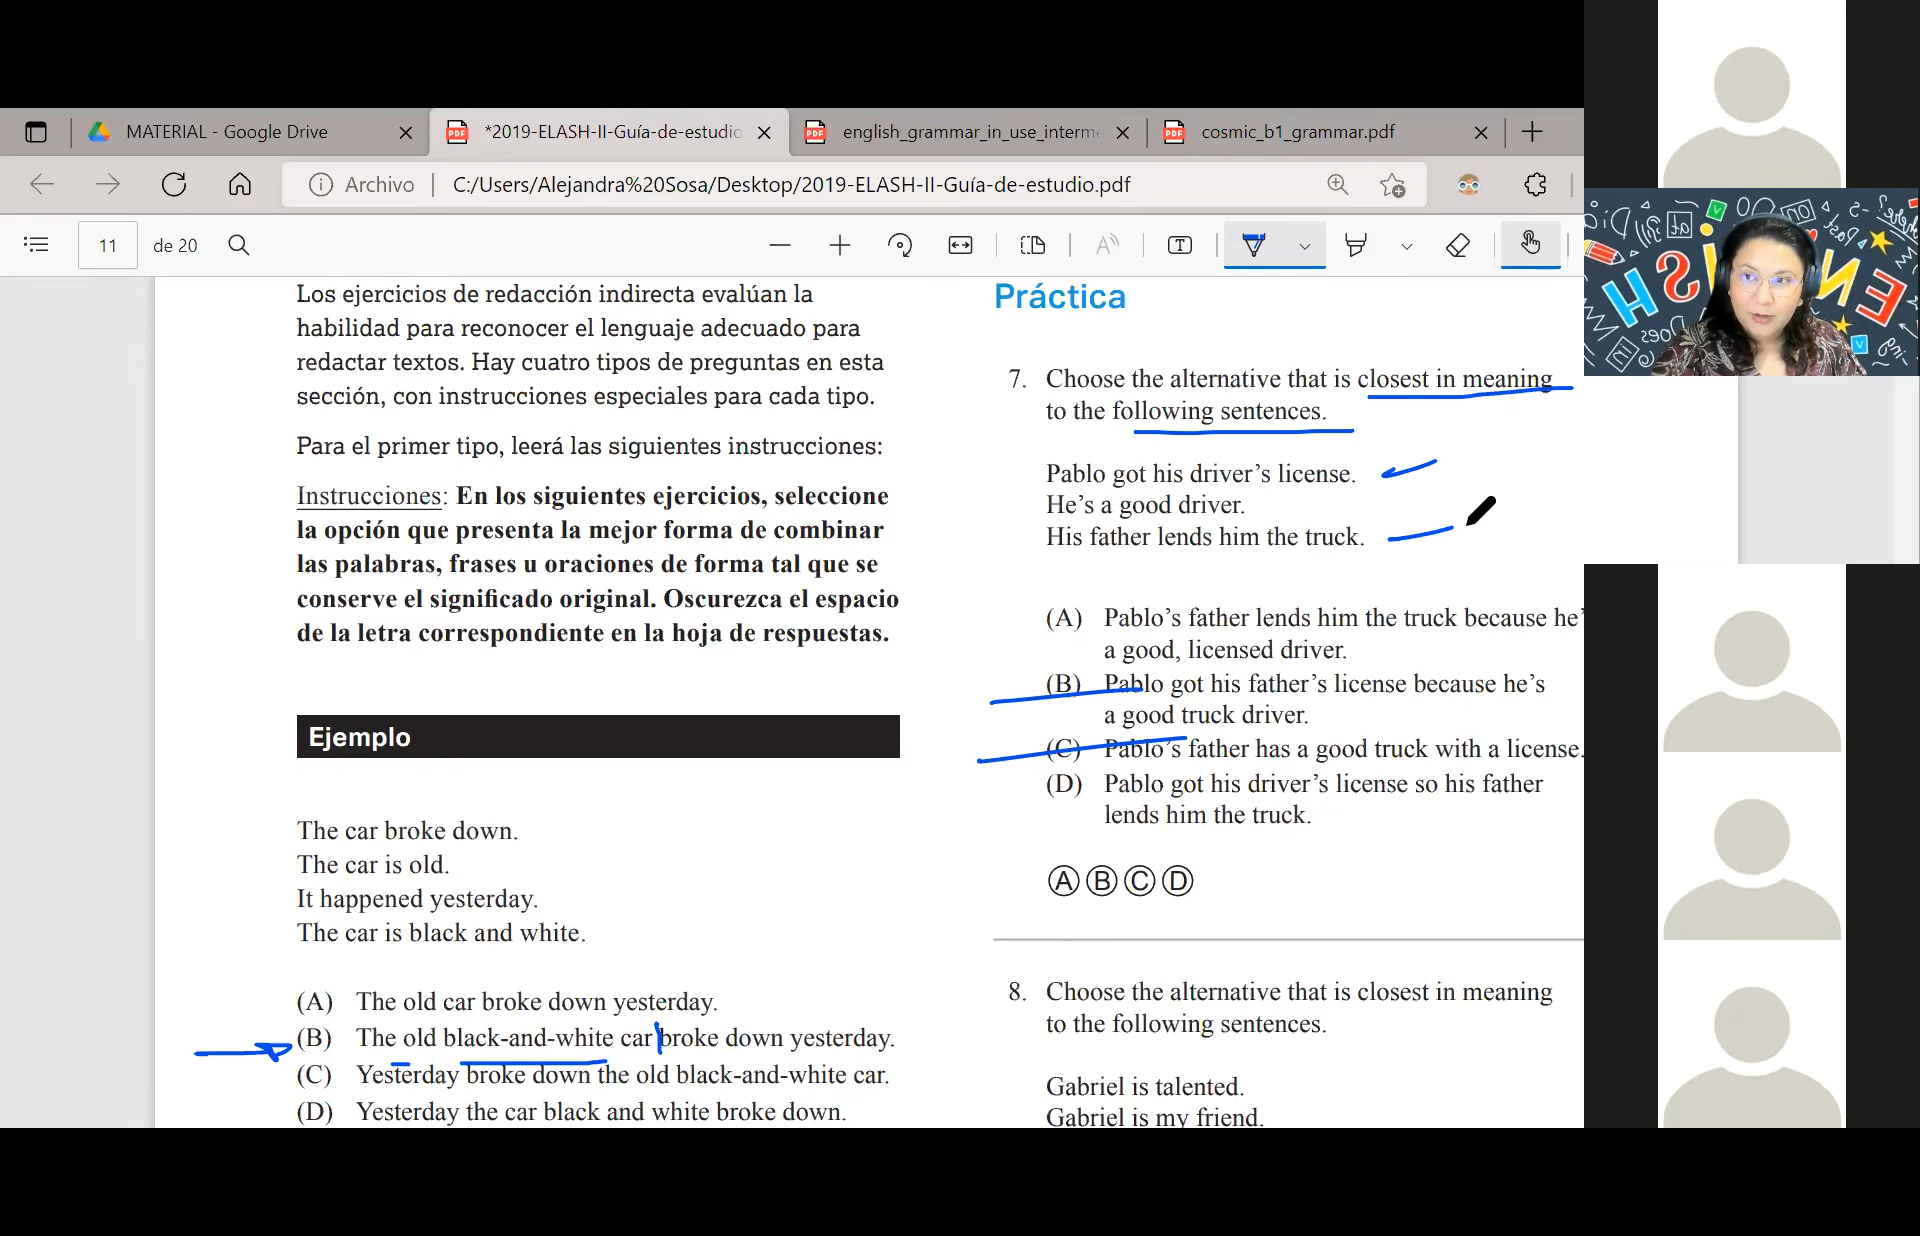 MATERIAL - Google Drive
*2019-ELASH-II-Guía-de-estudio
english_grammar_in_use_interme
cosmic_b1_grammar.pdf
Archivo
C:/Users/Alejandra%20Sosa/Desktop/2019-ELASH-II-Guía-de-estudio.pdf
11
de 20
Los ejercicios de redacción indirecta evalúan la
habilidad para reconocer el lenguaje adecuado para
redactar textos. Hay cuatro tipos de preguntas en esta
sección, con instrucciones especiales para cada tipo.
Para el primer tipo, leerá las siguientes instrucciones:
Instrucciones: En los siguientes ejercicios, seleccione
la opción que presenta la mejor forma de combinar
las palabras, frases u oraciones de forma tal que se
conserve el significado original. Oscurezca el espacio
de la letra correspondiente en la hoja de respuestas.
Ejemplo
The car broke down.
The car is old.
It happened yesterday.
The car is black and white.
(A) The old car broke down yesterday.
(B) The old black-and-white car broke down yesterday.
(C) Yesterday broke down the old black-and-white car.
(D) Yesterday the car black and white broke down.
Práctica
7. Choose the alternative that is closest in meaning
to the following sentences.
Pablo got his driver's license.
He's a good driver.
His father lends him the truck.
(A) Pablo's father lends him the truck because he'
a good, licensed driver.
(B) Pablo got his father's license because he's
a good truck driver.
(C) Pablo's father has a good truck with a license.
(D) Pablo got his driver's license so his father
lends him the truck.
A B C D
8. Choose the alternative that is closest in meaning
to the following sentences.
Gabriel is talented.
Gabriel is my friend.